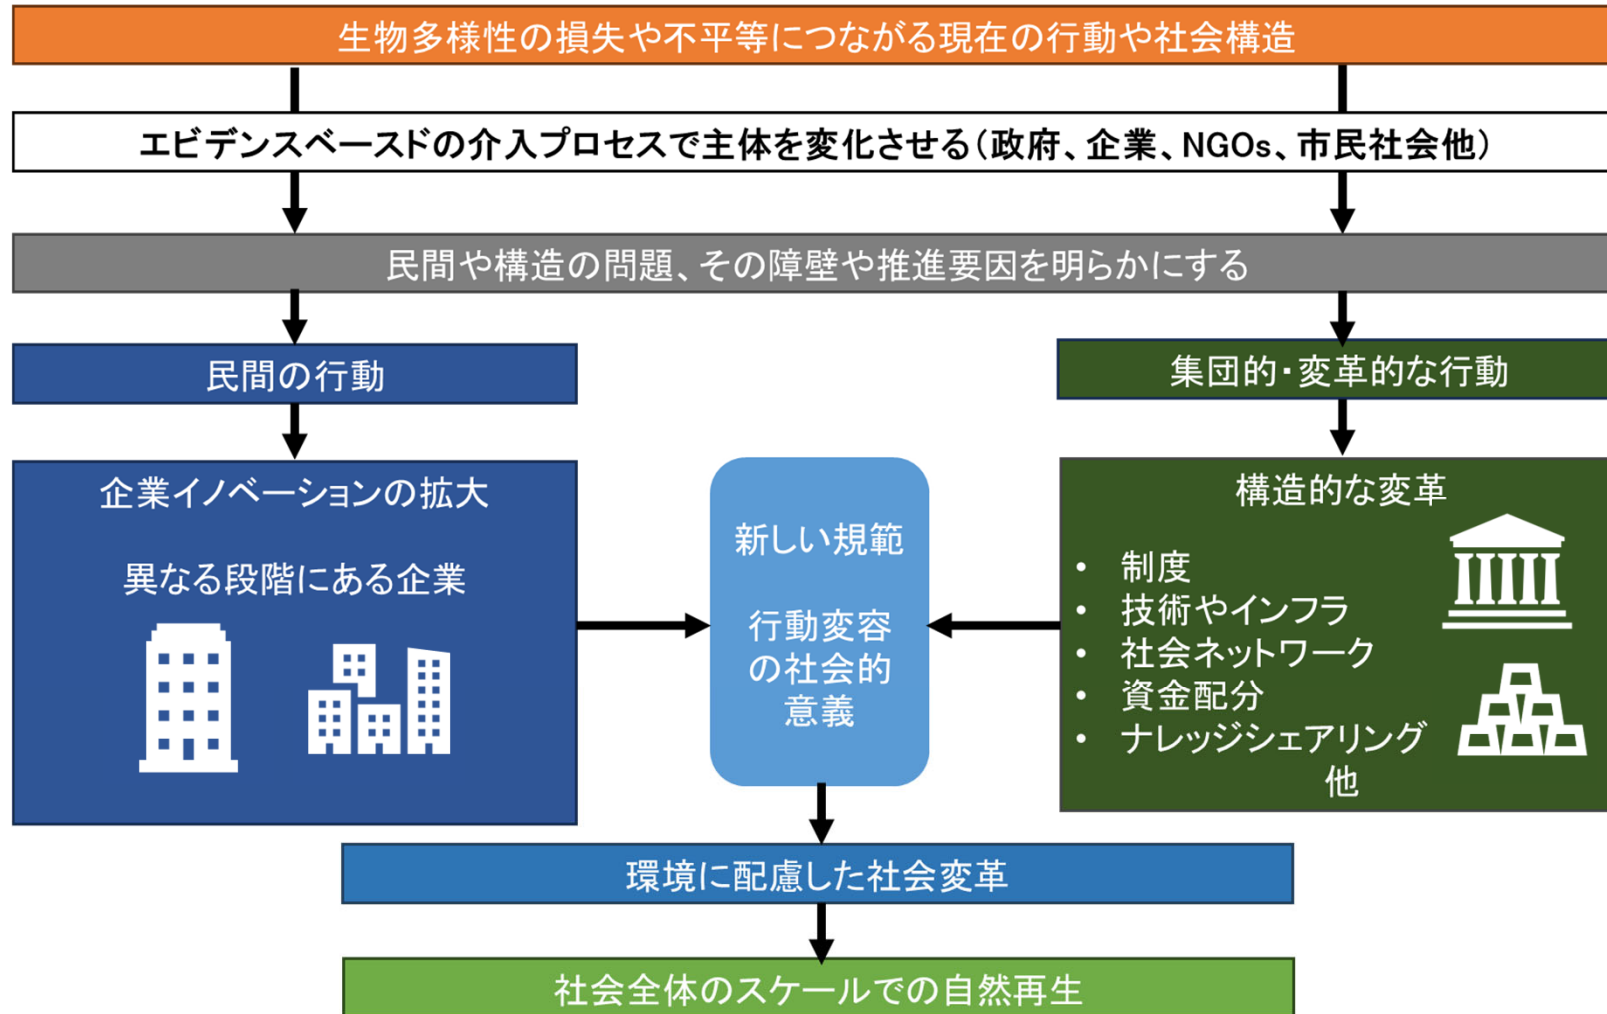 生物多様性の損失や不平等につながる現在の行動や社会構造
エビデンスベースドの介入プロセスで主体を変化させる（政府、企業、NGOs、市民社会他）
民間や構造の問題、その障壁や推進要因を明らかにする
民間の行動
集団的・変革的な行動
企業イノベーションの拡大
異なる段階にある企業
新しい規範
行動変容
の社会的
意義
構造的な変革
• 制度
• 技術やインフラ
• 社会ネットワーク
• 資金配分
• ナレッジシェアリング
他
環境に配慮した社会変革
社会全体のスケールでの自然再生